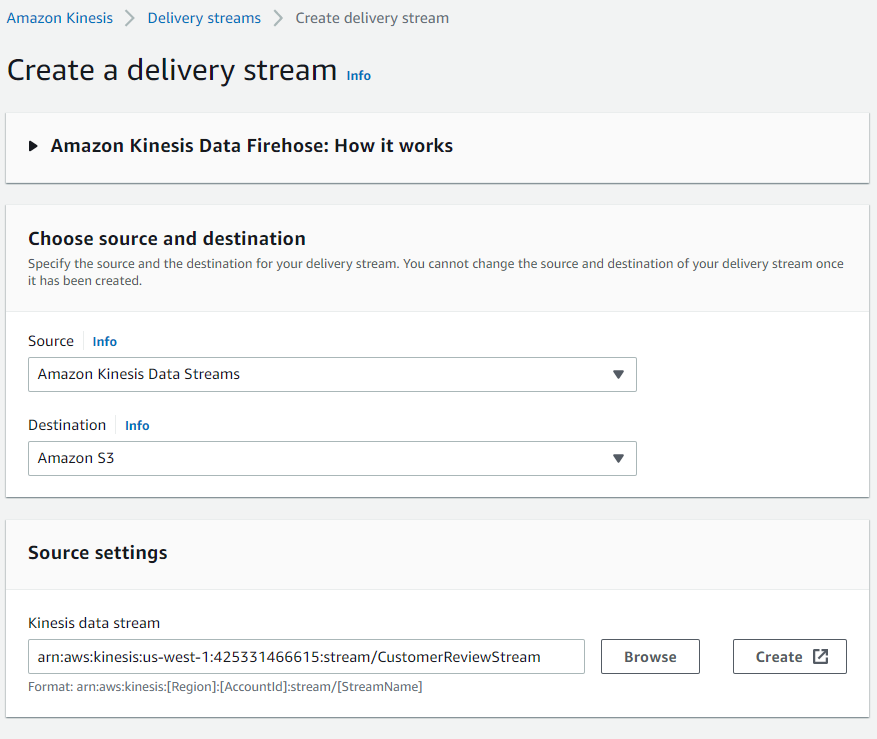 Amazon Kinesis > Delivery streams > Create delivery stream
Create a delivery stream Info
Amazon Kinesis Data Firehose: How it works
Choose source and destination
Specify the source and the destination for your delivery stream. You cannot change the source and destination of your delivery stream once
it has been created.
Source Info
Amazon Kinesis Data Streams
Destination Info
Amazon S3
Source settings
Kinesis data stream
arn:aws:kinesis:us-west-1:425331466615:stream/CustomerReviewStream Browse Create
Format: arn:aws:kinesis:[Region]:[AccountId]:stream/[StreamName]